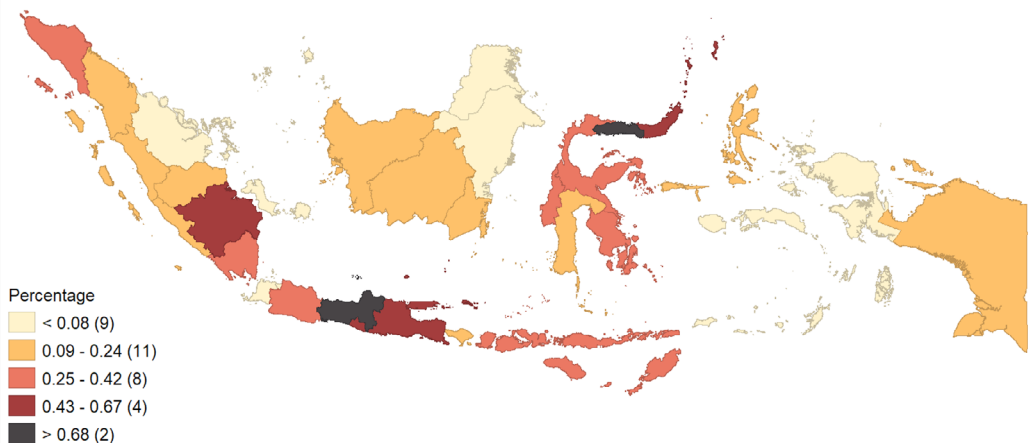 Percentage
< 0.08 (9)
0.09 - 0.24 (11)
0.25 - 0.42 (8)
0.43 - 0.67 (4)
> 0.68 (2)